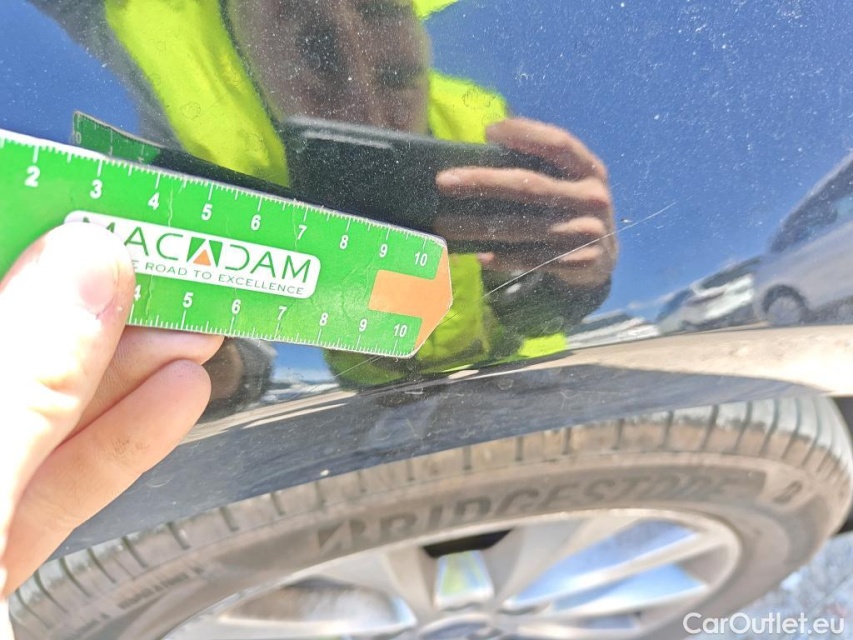 2 3 4 5 6 7 8 9 10
MACADAM
ROAD TO EXCELLENCE
4 5 6 7 8 9 10
BRIDGESTONE
CarOutlet.eu